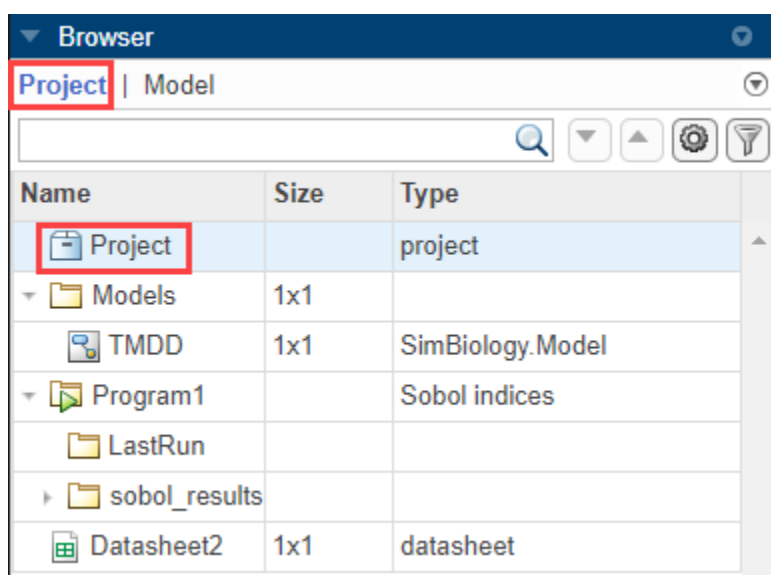 Browser
Project | Model
Name Size Type
Project project
Models 1x1
TMDD 1x1 SimBiology.Model
Program1 Sobol indices
LastRun
sobol_results
Datasheet2 1x1 datasheet